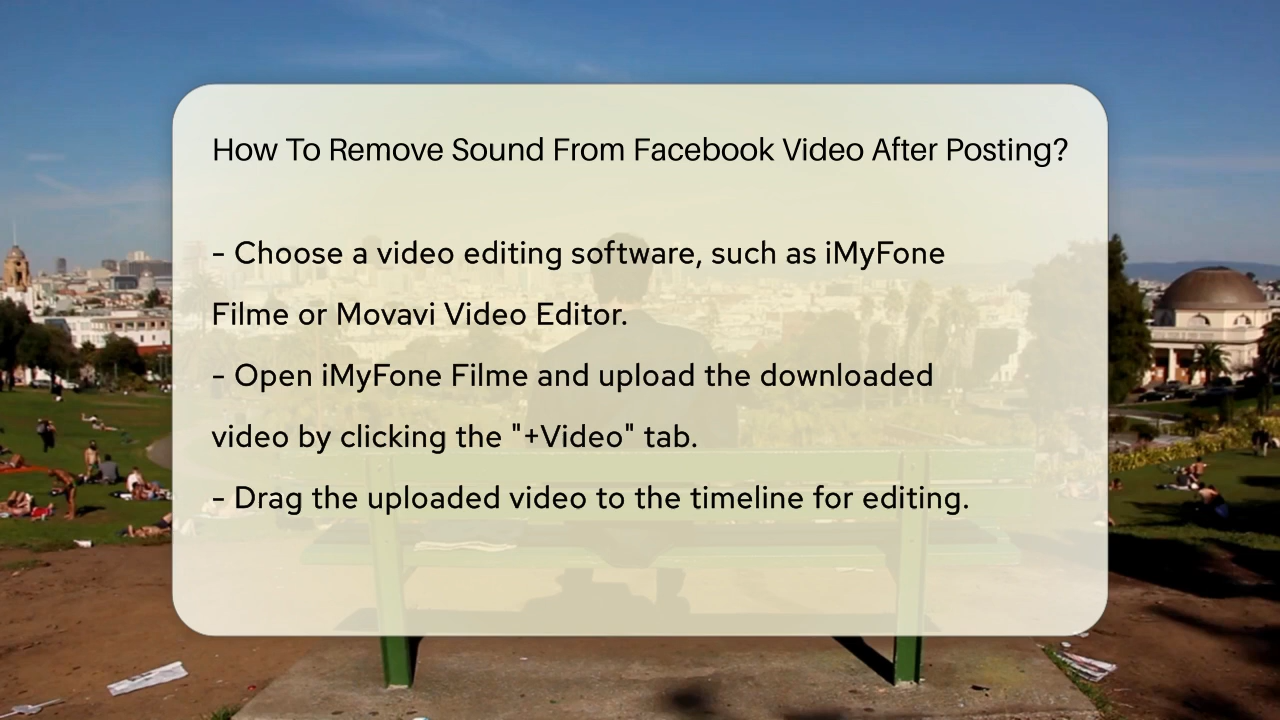 How To Remove Sound From Facebook Video After Posting?
- Choose a video editing software, such as iMyFone
Filme or Movavi Video Editor.
- Open iMyFone Filme and upload the downloaded
video by clicking the "+Video" tab.
- Drag the uploaded video to the timeline for editing.